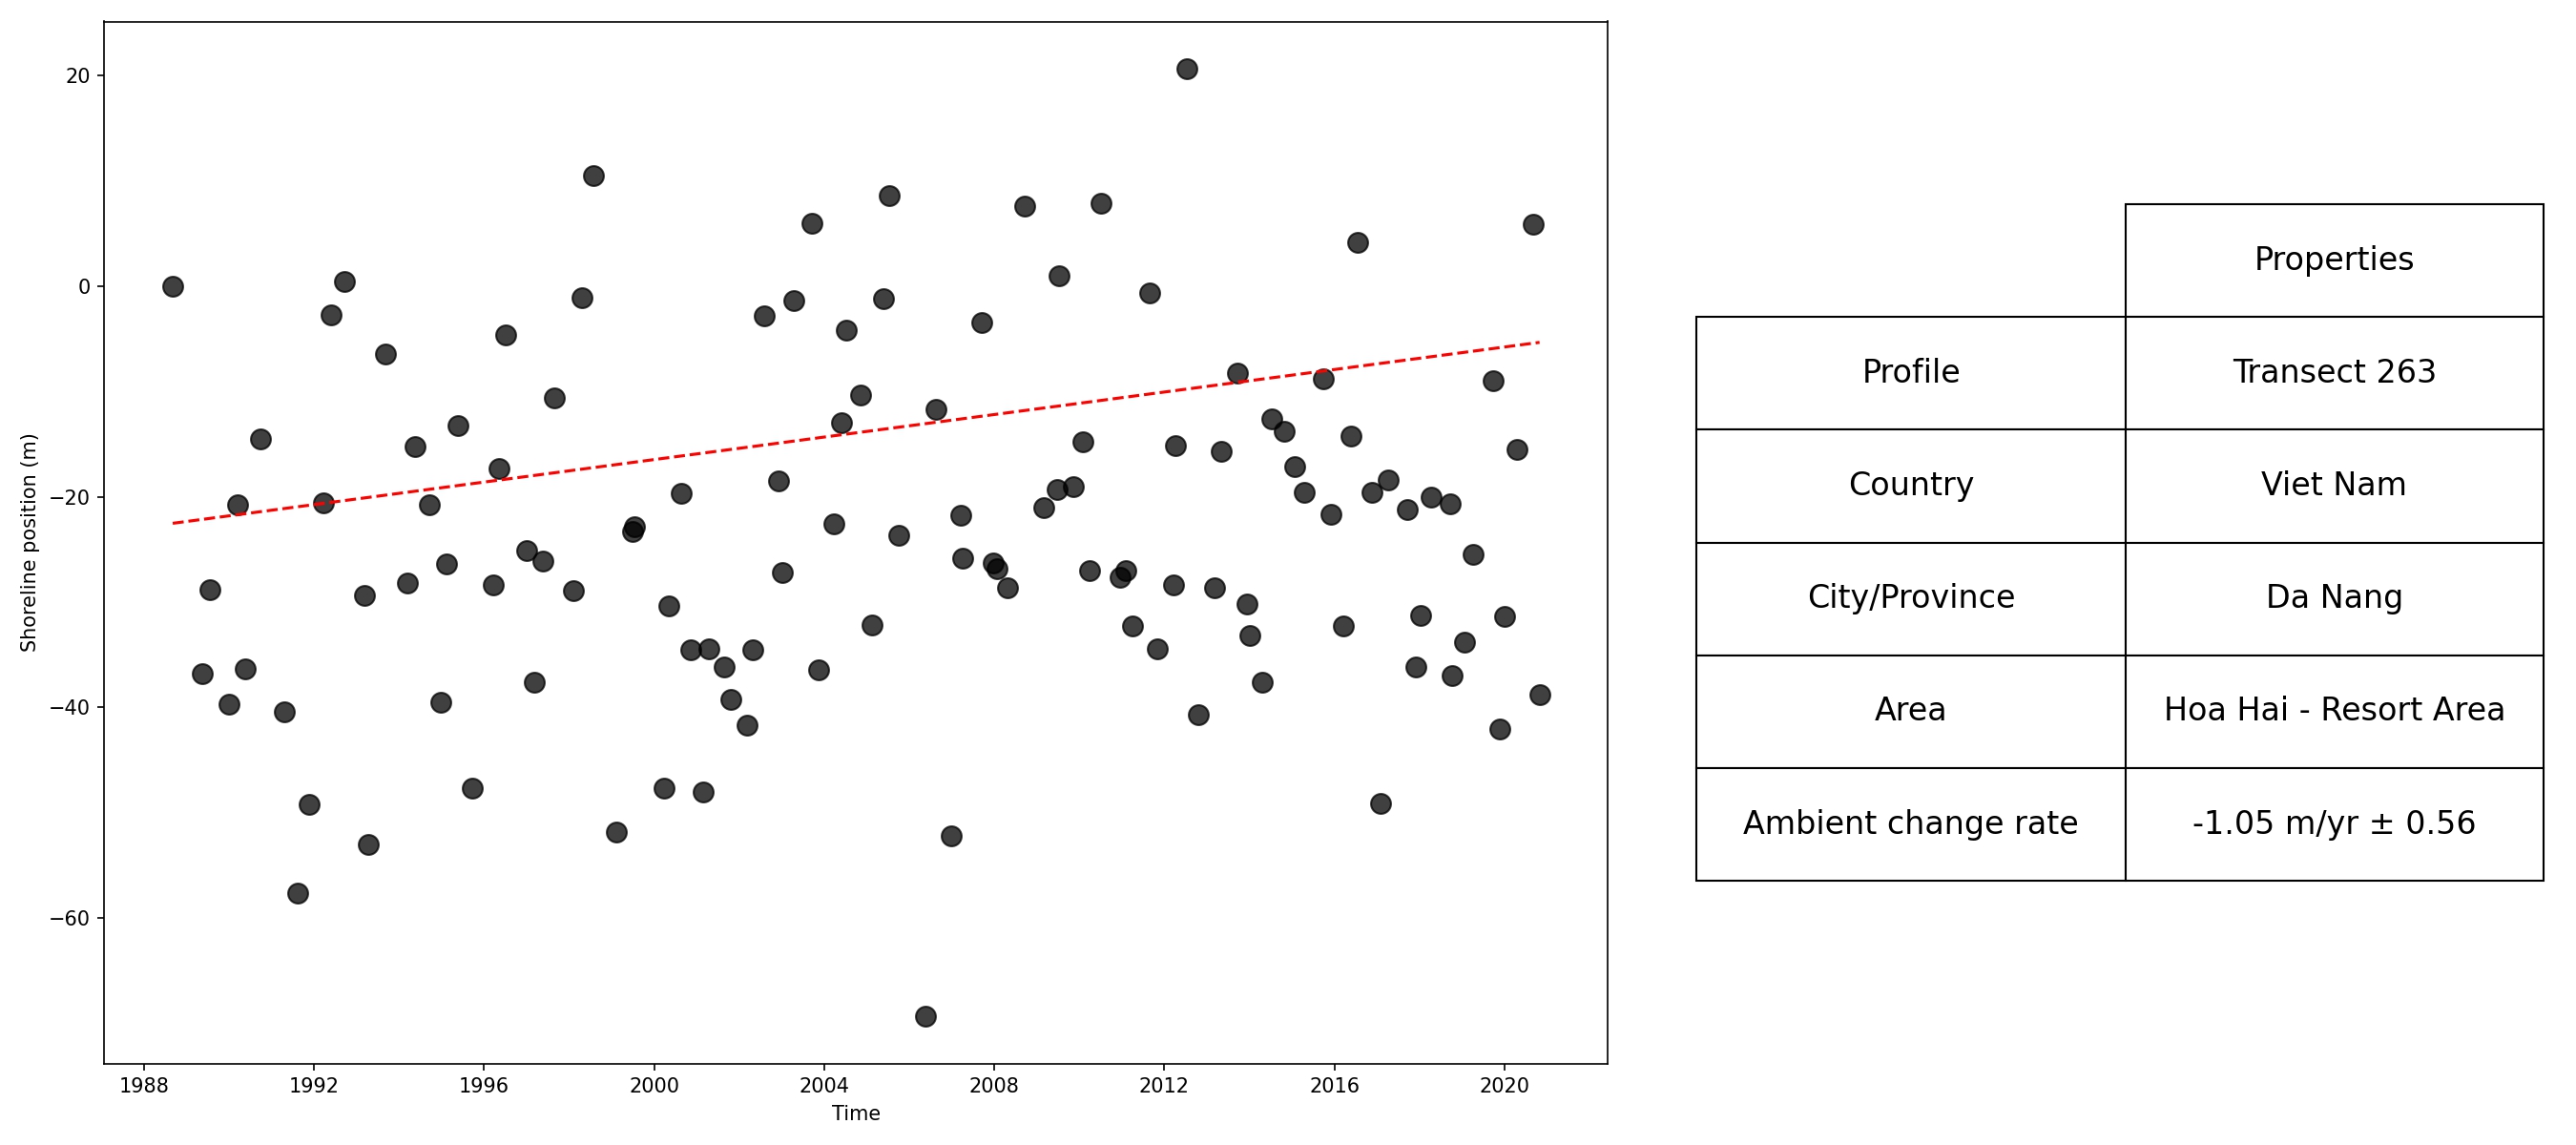 20
0
−20
−40
−60
Shoreline position (m)
1988 1992 1996 2000 2004 2008 2012 2016 2020
Time
Properties
Profile Transect 263
Country Viet Nam
City/Province Da Nang
Area Hoa Hai - Resort Area
Ambient change rate -1.05 m/yr ± 0.56